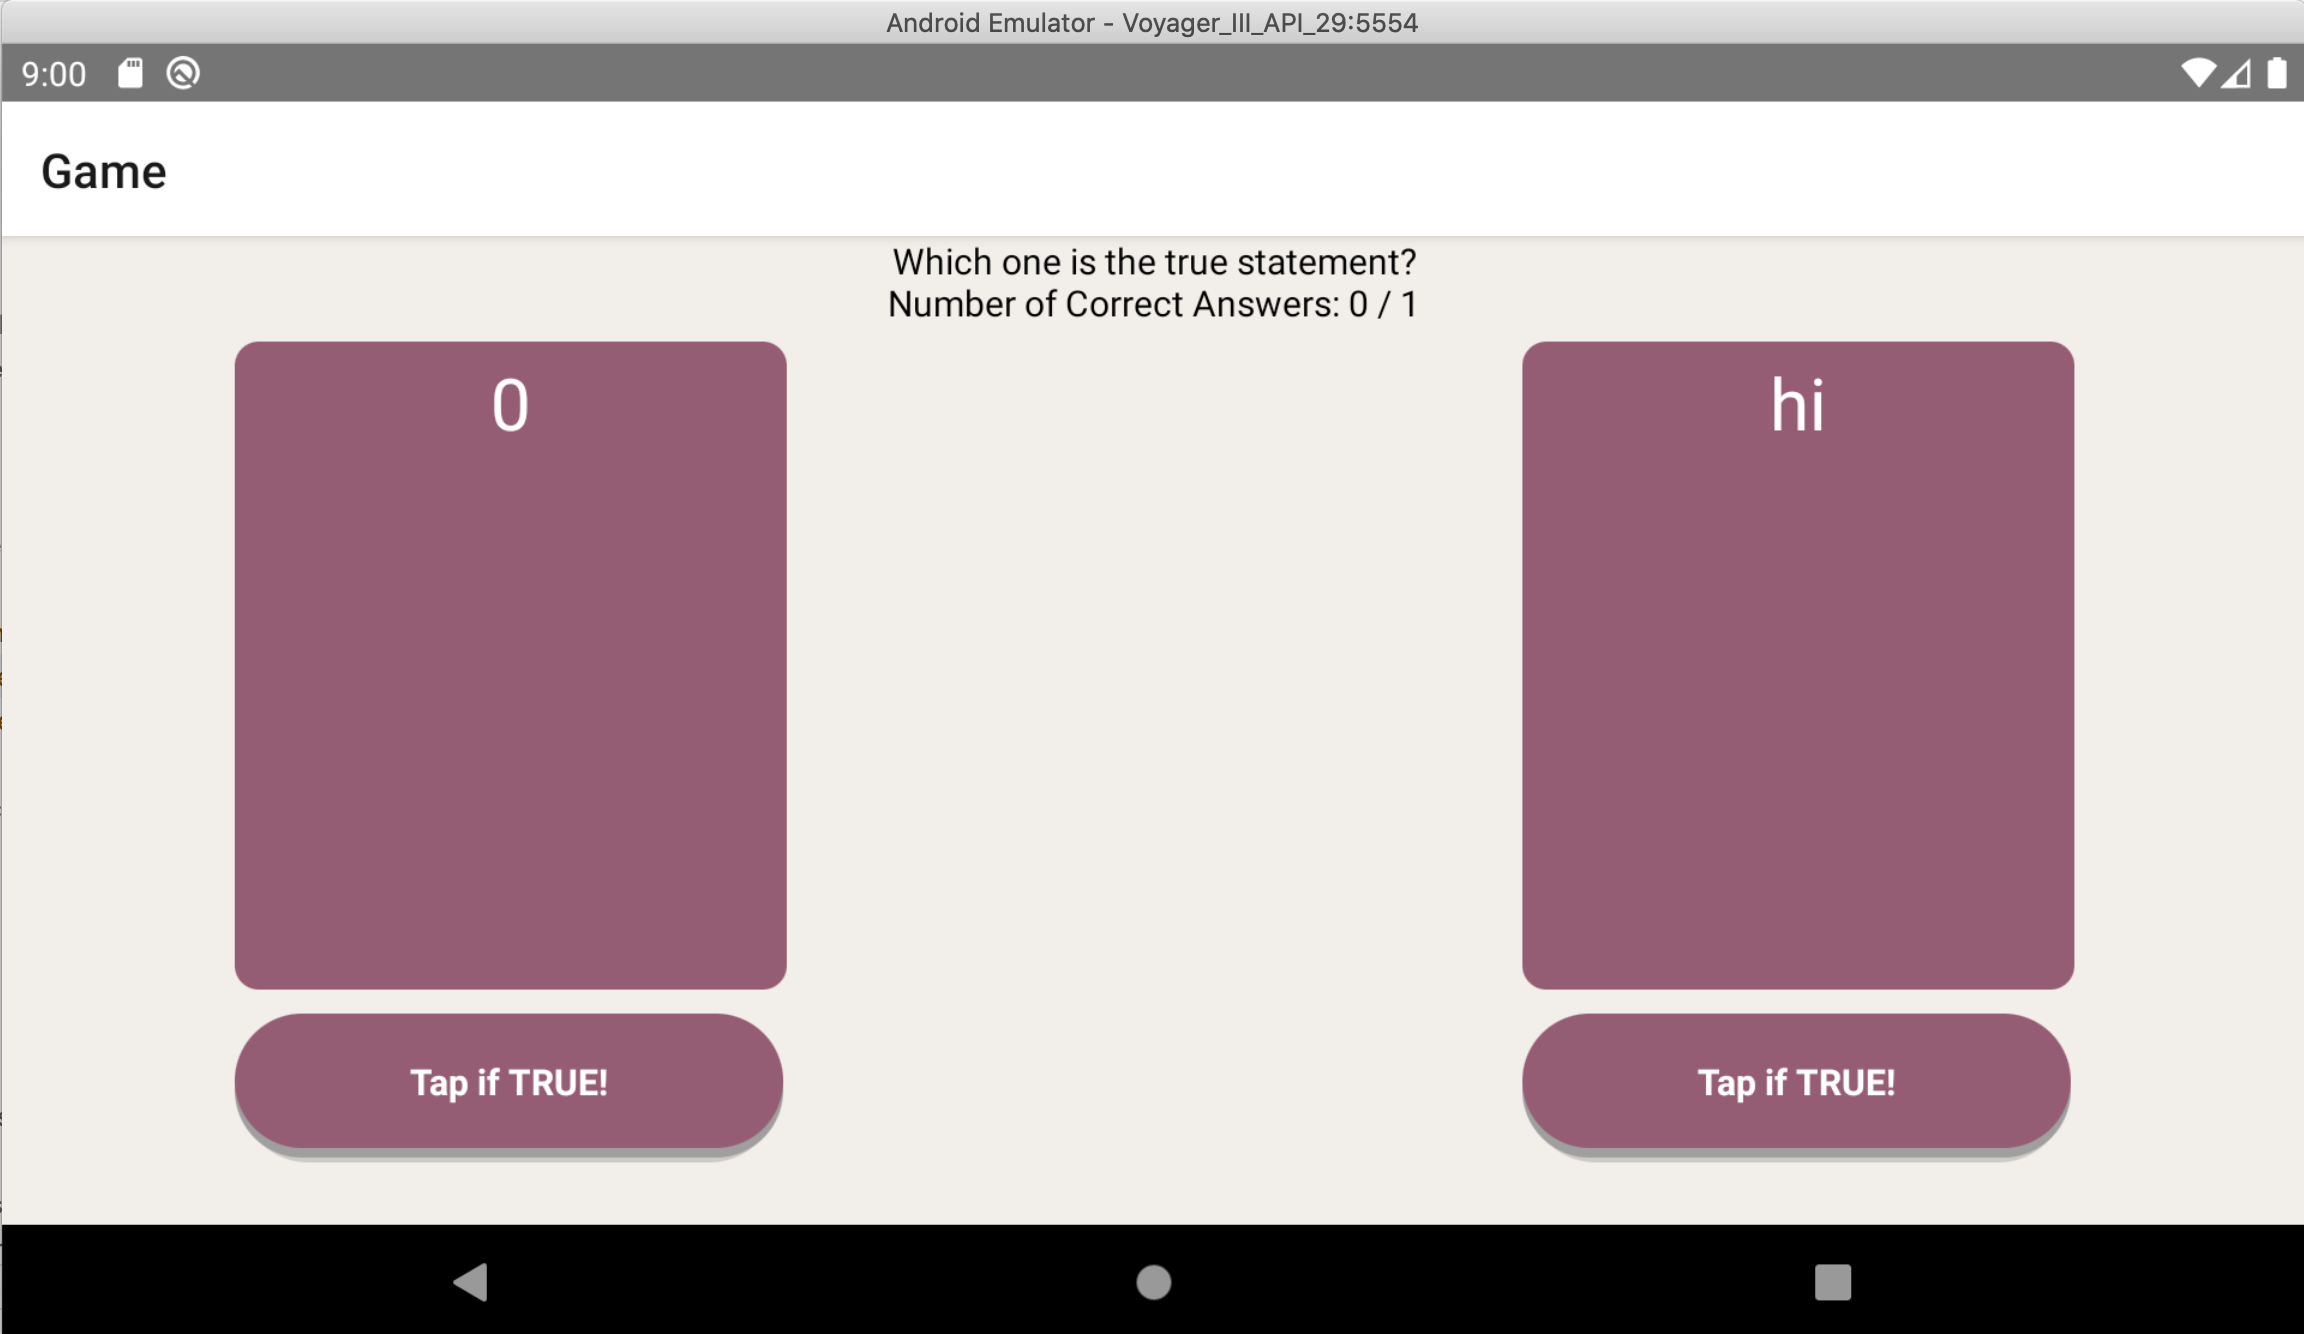 Android Emulator - Voyager_III_API_29:5554
9:00
Game
Which one is the true statement?
Number of Correct Answers: 0 / 1
0
hi
Tap if TRUE!
Tap if TRUE!